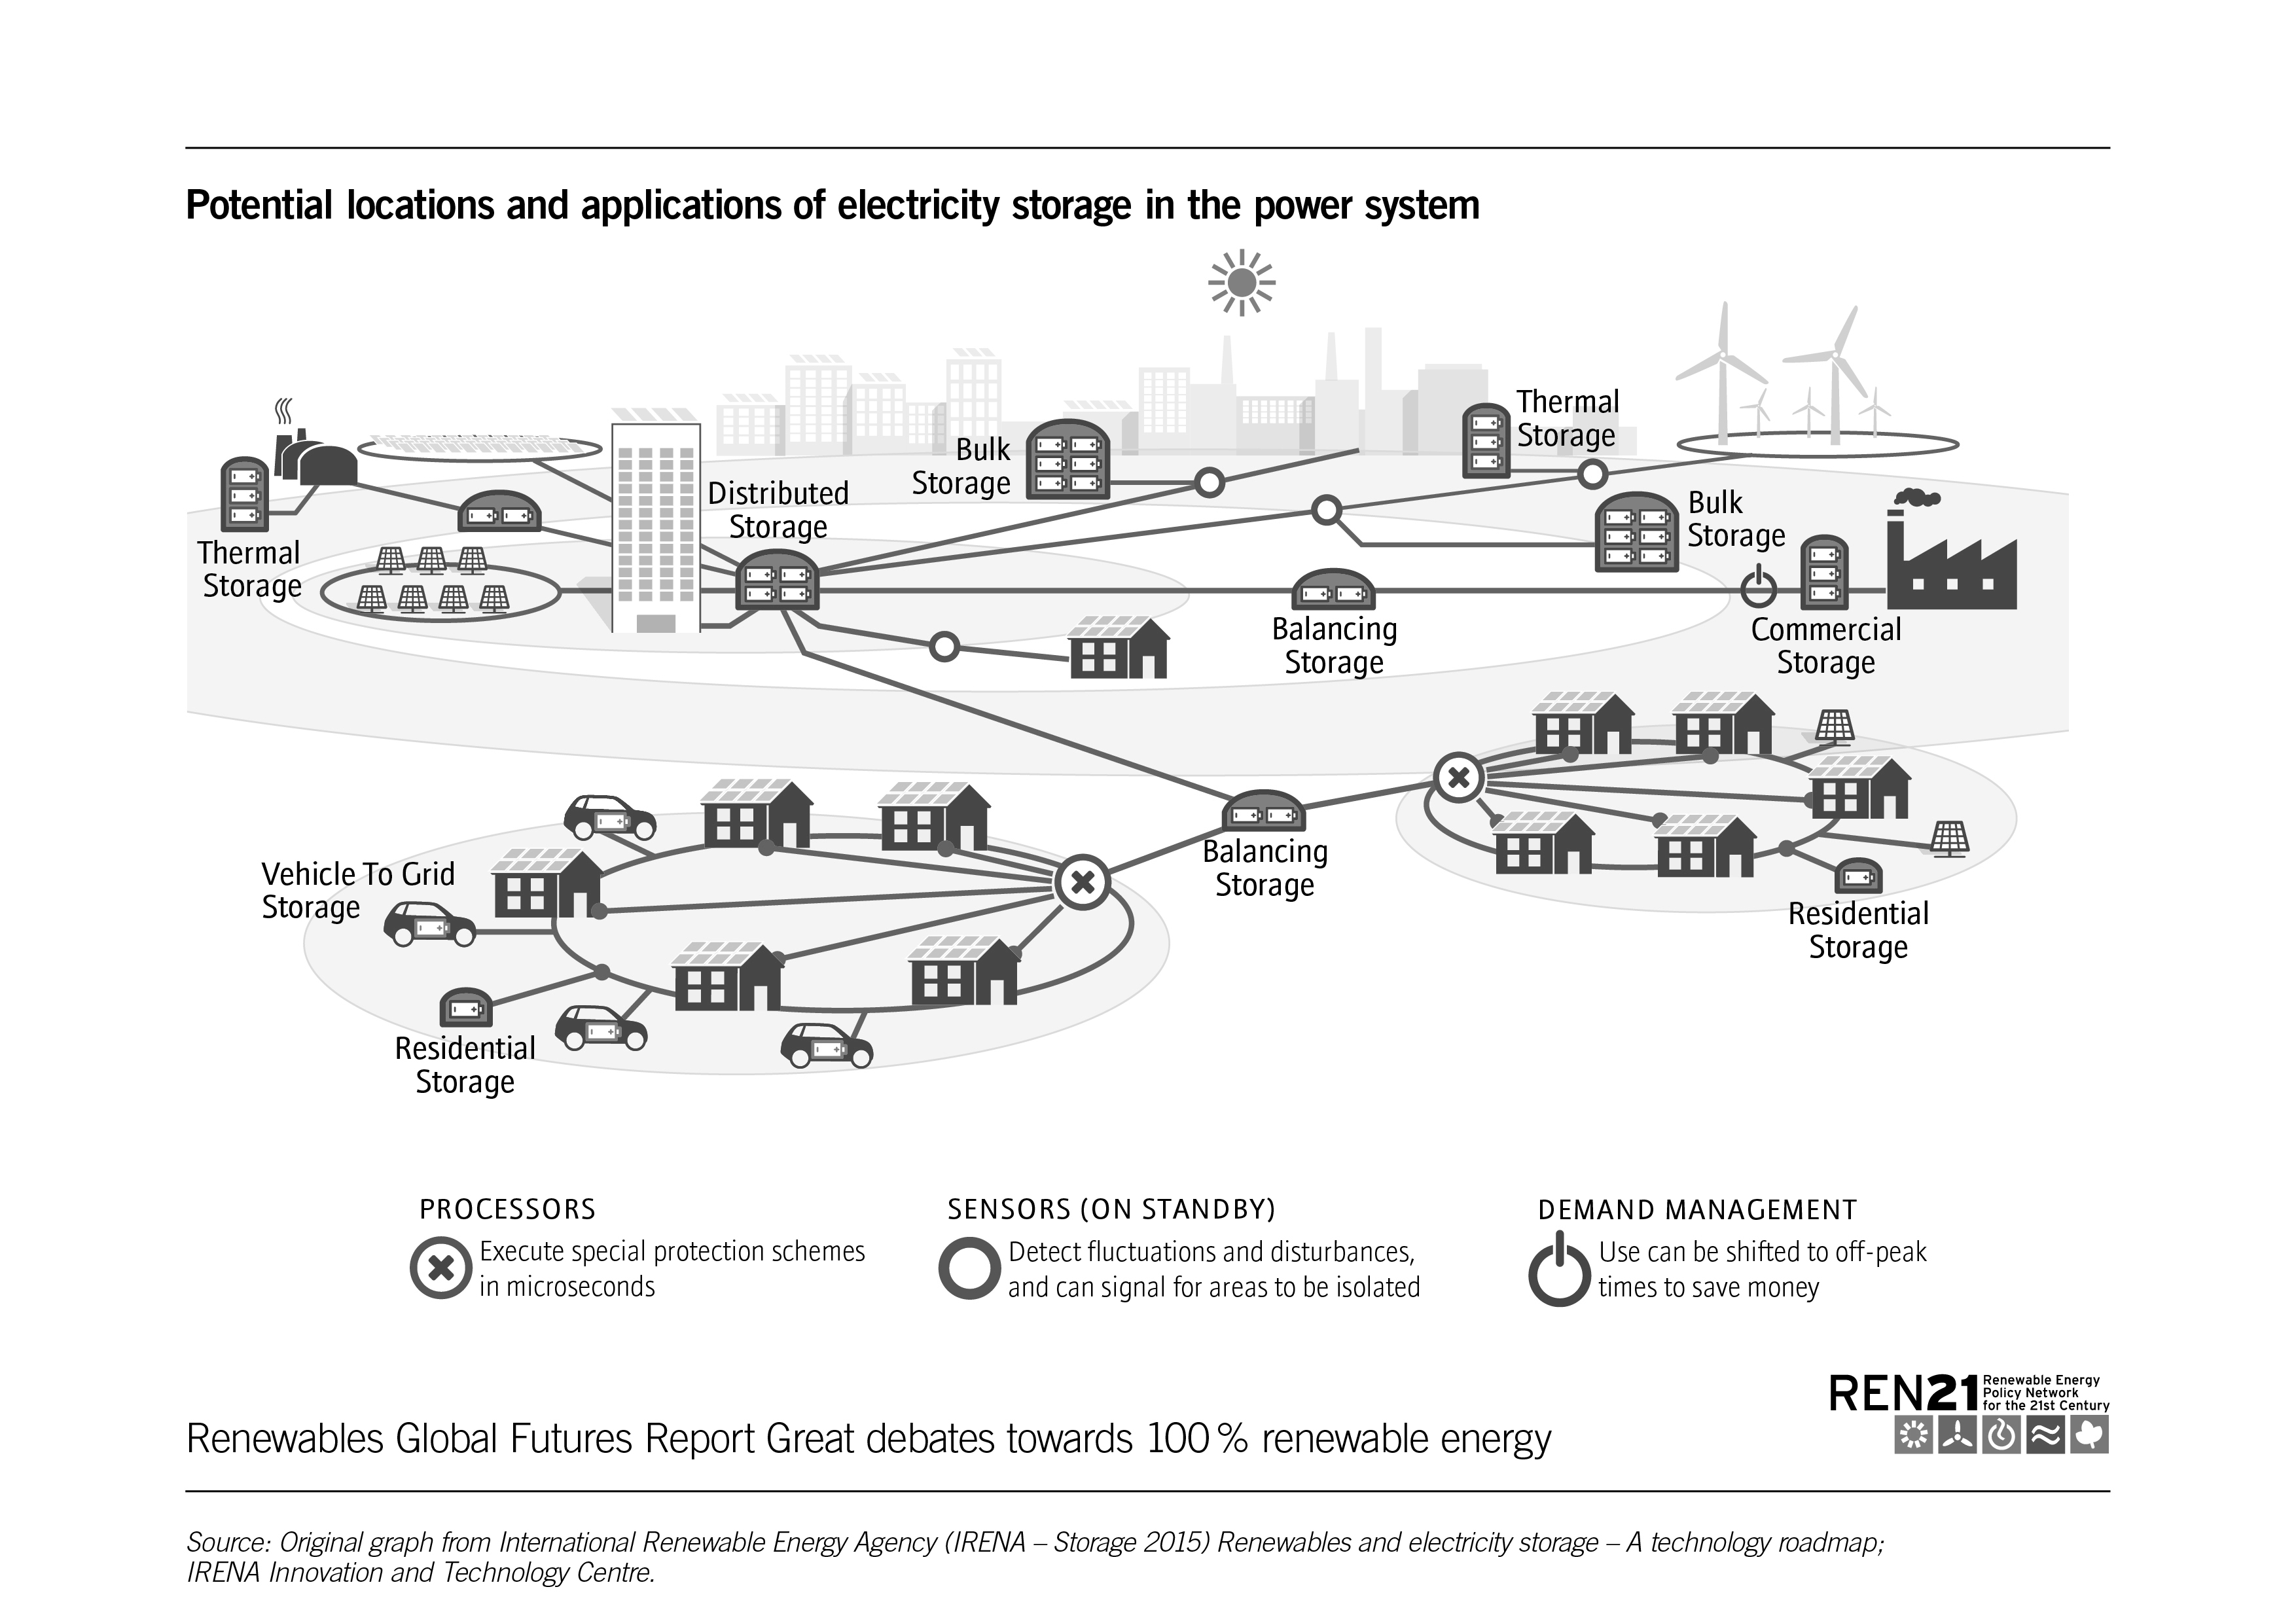 Potential locations and applications of electricity storage in the power system
Thermal
Storage
Bulk
Storage
Distributed
Storage
Bulk
Storage
Thermal
Storage
Balancing
Storage
Commercial
Storage
Balancing
Storage
Vehicle To Grid
Storage
Residential
Storage
Residential
Storage
PROCESSORS
Execute special protection schemes
in microseconds
SENSORS (ON STANDBY)
Detect fluctuations and disturbances,
and can signal for areas to be isolated
DEMAND MANAGEMENT
Use can be shifted to off-peak
times to save money
REN21
Renewable Energy
Policy Network
for the 21st Century
Renewables Global Futures Report Great debates towards 100 % renewable energy
Source: Original graph from International Renewable Energy Agency (IRENA – Storage 2015) Renewables and electricity storage – A technology roadmap;
IRENA Innovation and Technology Centre.